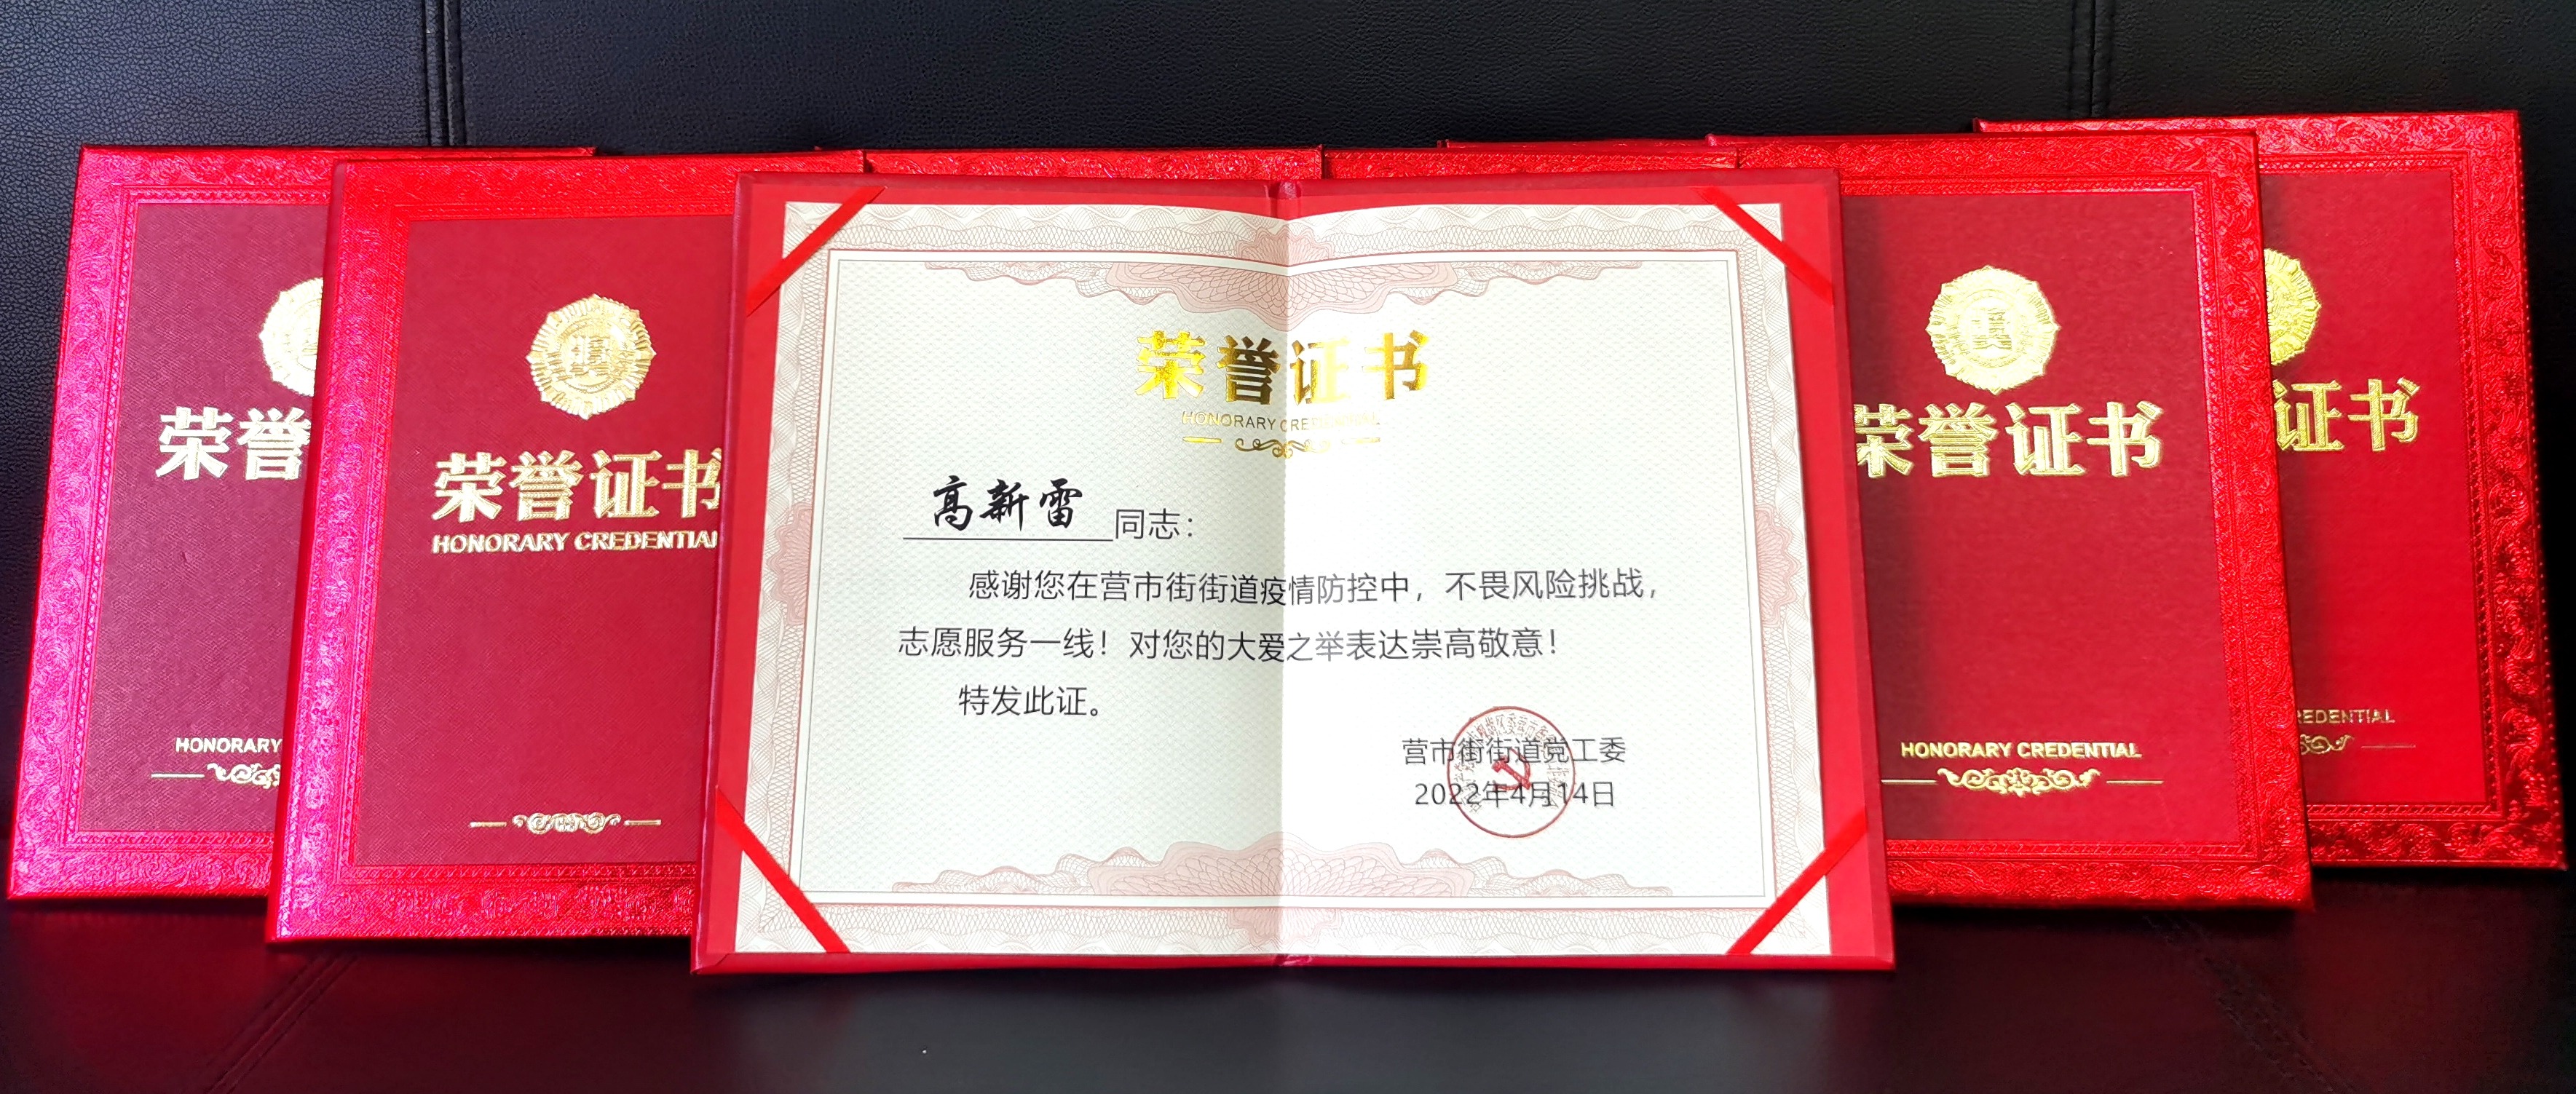 荣誉
HONORARY
荣誉证书
HONORARY CREDENTIAL
荣誉证书
HONORARY CREDENTIAL
高新雷同志：
感谢您在营市街街道疫情防控中，不畏风险挑战，
志愿服务一线！对您的大爱之举表达崇高敬意！
特发此证。
营市街街道党工委
2022年4月14日
荣誉证书
HONORARY CREDENTIAL
证书
REDENTIAL